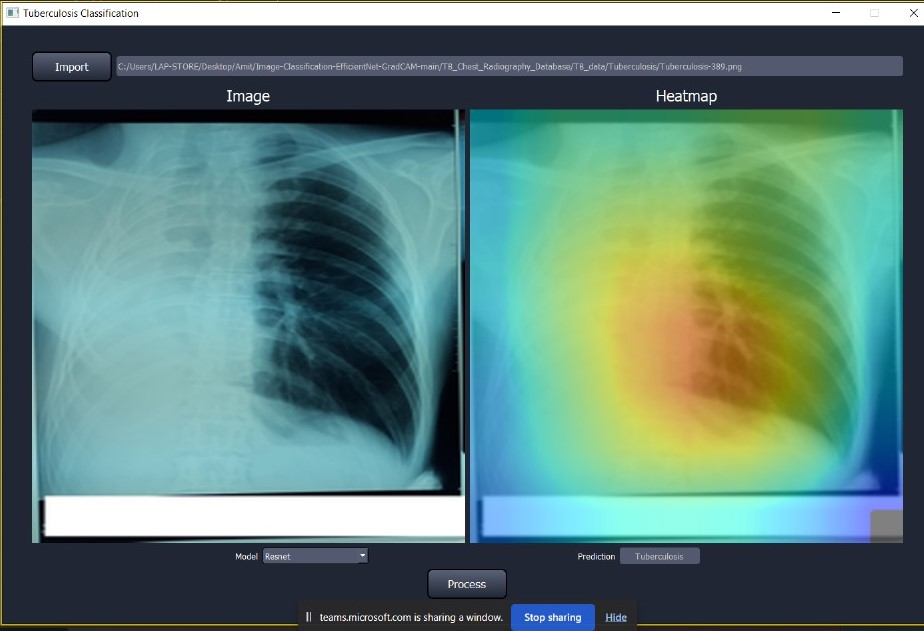 Tuberculosis Classification
Import
C:/Users/LAP-STORE/Desktop/Amit/Image-Classification-EfficientNet-GradCAM-main/TB_Chest_Radiography_Database/TB_data/Tuberculosis/Tuberculosis-389.png
Image Heatmap
Model Resnet Prediction Tuberculosis
Process
teams.microsoft.com is sharing a window. Stop sharing Hide